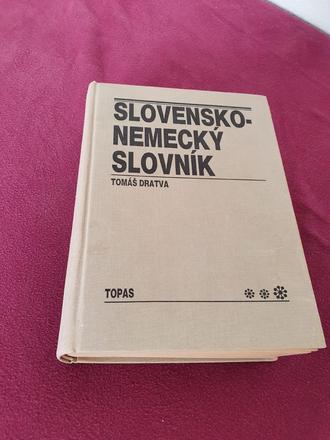 SLOVENSKO-
NEMECKÝ
SLOVNÍK
TOMÁŠ DRATVA
TOPAS